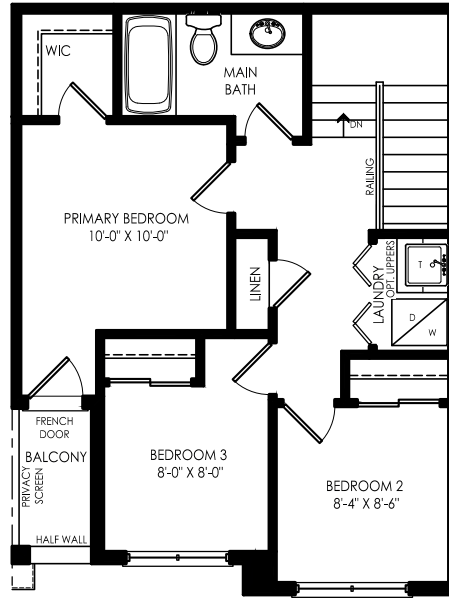 WIC
MAIN
BATH
DN
RAILING
PRIMARY BEDROOM
10'-0" X 10'-0"
LINEN
LAUNDRY
OPT. UPPERS
T
D
W
FRENCH
DOOR
BALCONY
PRIVACY
SCREEN
HALF WALL
BEDROOM 3
8'-0" X 8'-0"
BEDROOM 2
8'-4" X 8'-6"